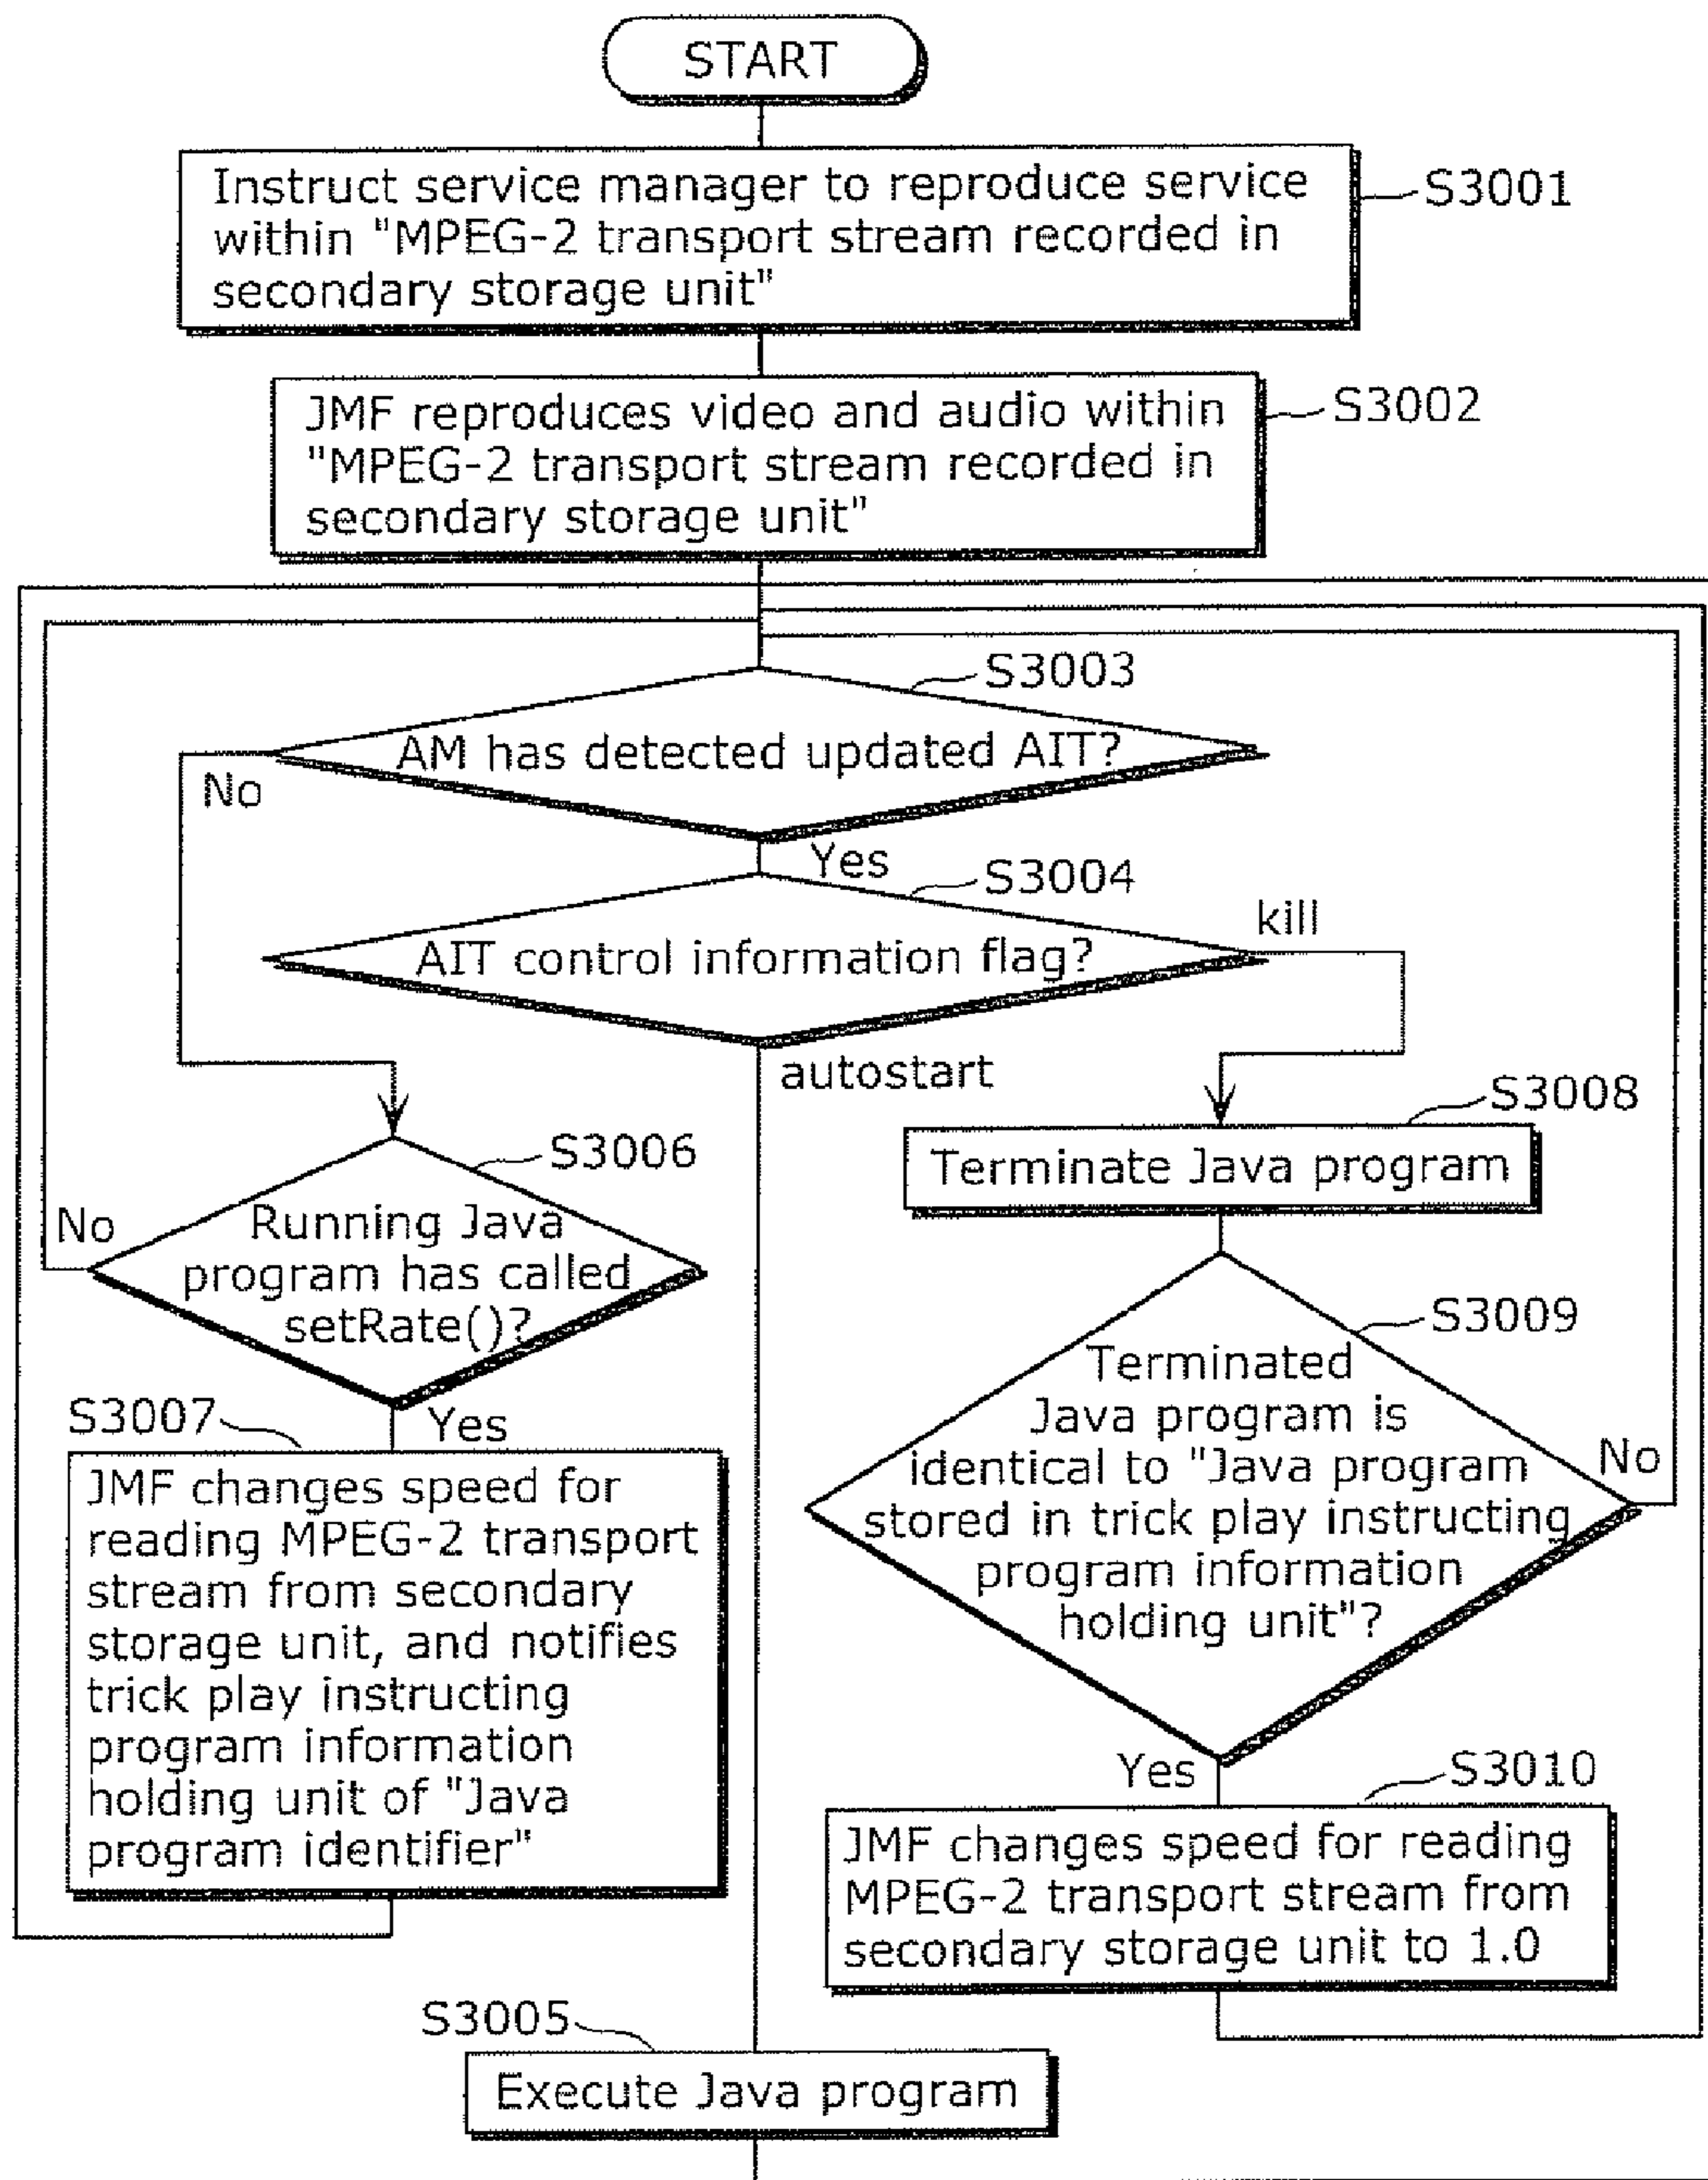 START
Instruct service manager to reproduce service
within "MPEG-2 transport stream recorded in
secondary storage unit"
S3001
JMF reproduces video and audio within
"MPEG-2 transport stream recorded in
secondary storage unit"
S3002
S3003
AM has detected updated AIT?
No
Yes
S3004
AIT control information flag?
kill
autostart
S3006
Running Java
program has called
setRate()?
No
Yes
S3007
JMF changes speed for
reading MPEG-2 transport
stream from secondary
storage unit, and notifies
trick play instructing
program information
holding unit of "Java
program identifier"
S3008
Terminate Java program
S3009
Terminated
Java program is
identical to "Java program
stored in trick play instructing
program information
holding unit"?
No
Yes
S3010
JMF changes speed for reading
MPEG-2 transport stream from
secondary storage unit to 1.0
S3005
Execute Java program